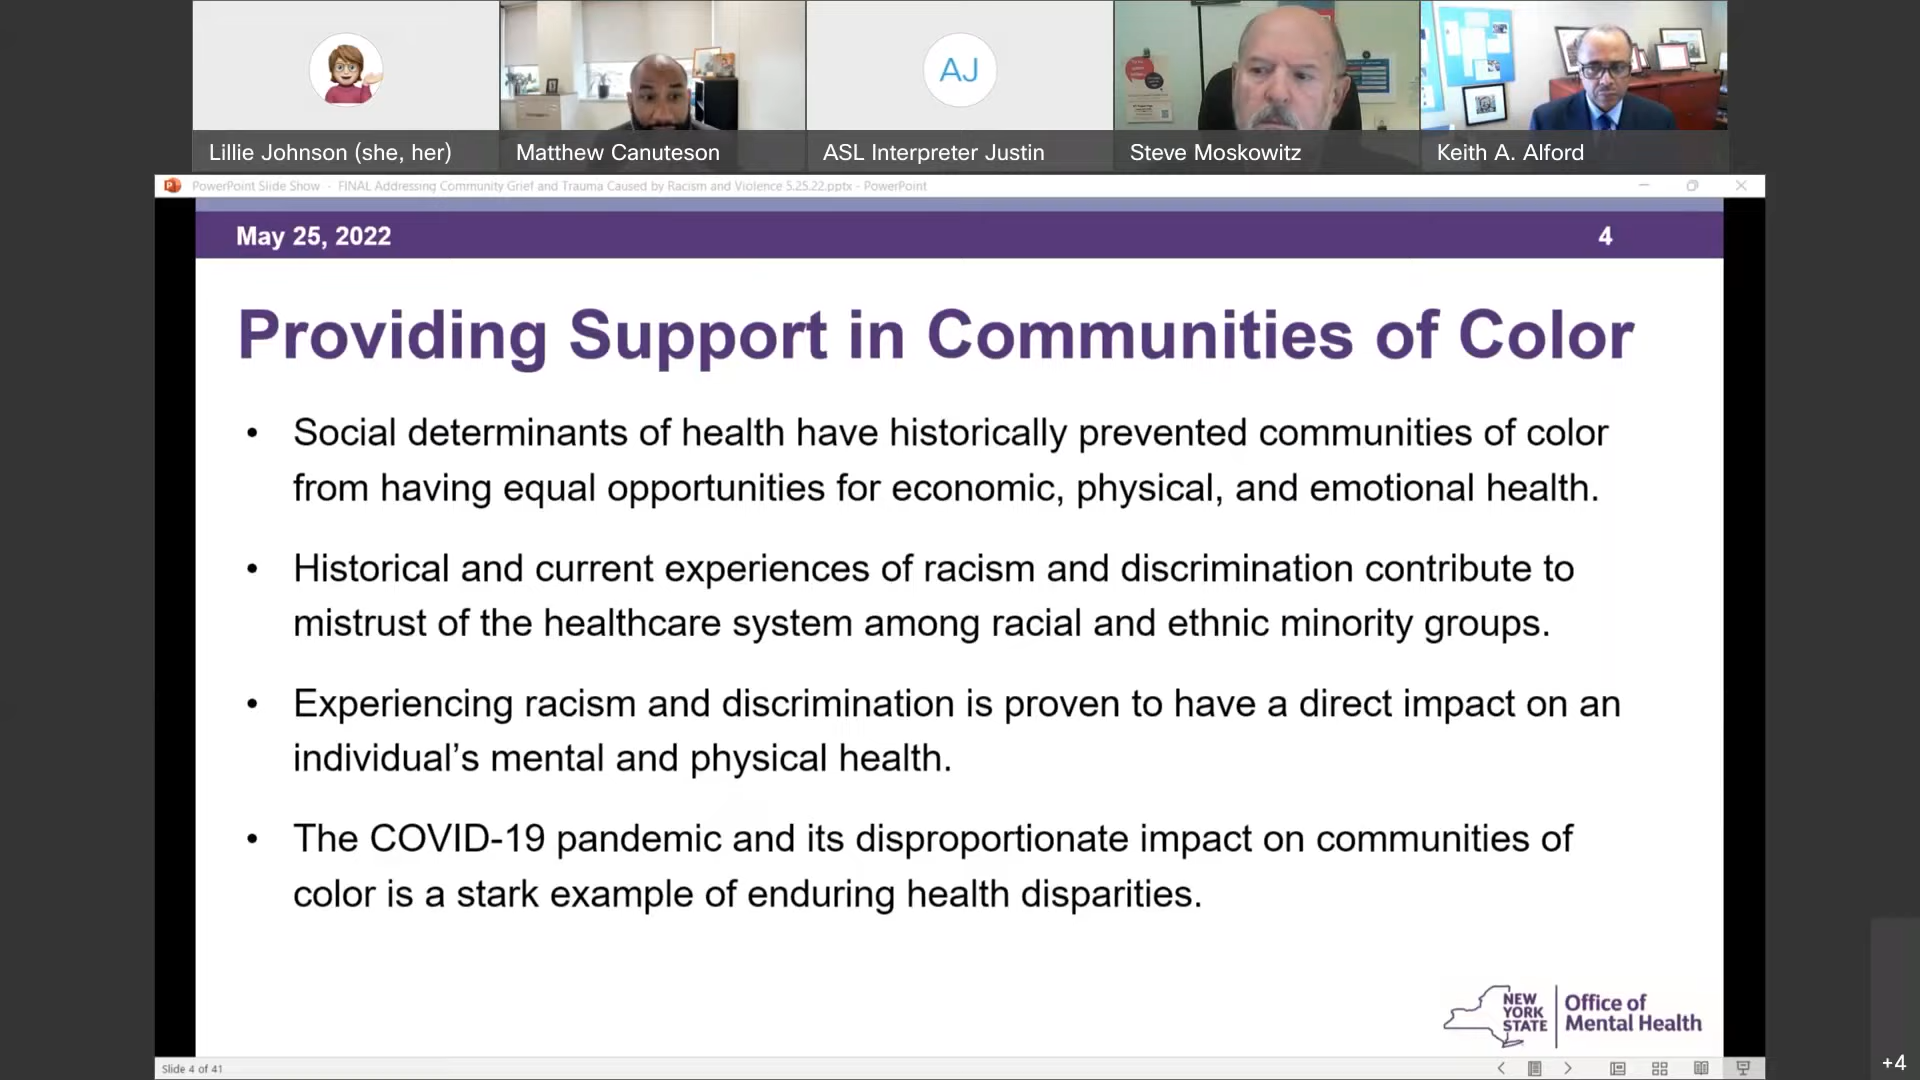 AJ
Lillie Johnson (she, her)
Matthew Canuteson
ASL Interpreter Justin
Steve Moskowitz
Keith A. Alford
PowerPoint Slide Show - FINAL Addressing Community Grief and Trauma Caused by Racism and Violence 5.25.22.pptx - PowerPoint
May 25, 2022
4
Providing Support in Communities of Color
• Social determinants of health have historically prevented communities of color
from having equal opportunities for economic, physical, and emotional health.
• Historical and current experiences of racism and discrimination contribute to
mistrust of the healthcare system among racial and ethnic minority groups.
• Experiencing racism and discrimination is proven to have a direct impact on an
individual’s mental and physical health.
• The COVID-19 pandemic and its disproportionate impact on communities of
color is a stark example of enduring health disparities.
NEW
YORK
STATE
Office of
Mental Health
Slide 4 of 41
+4